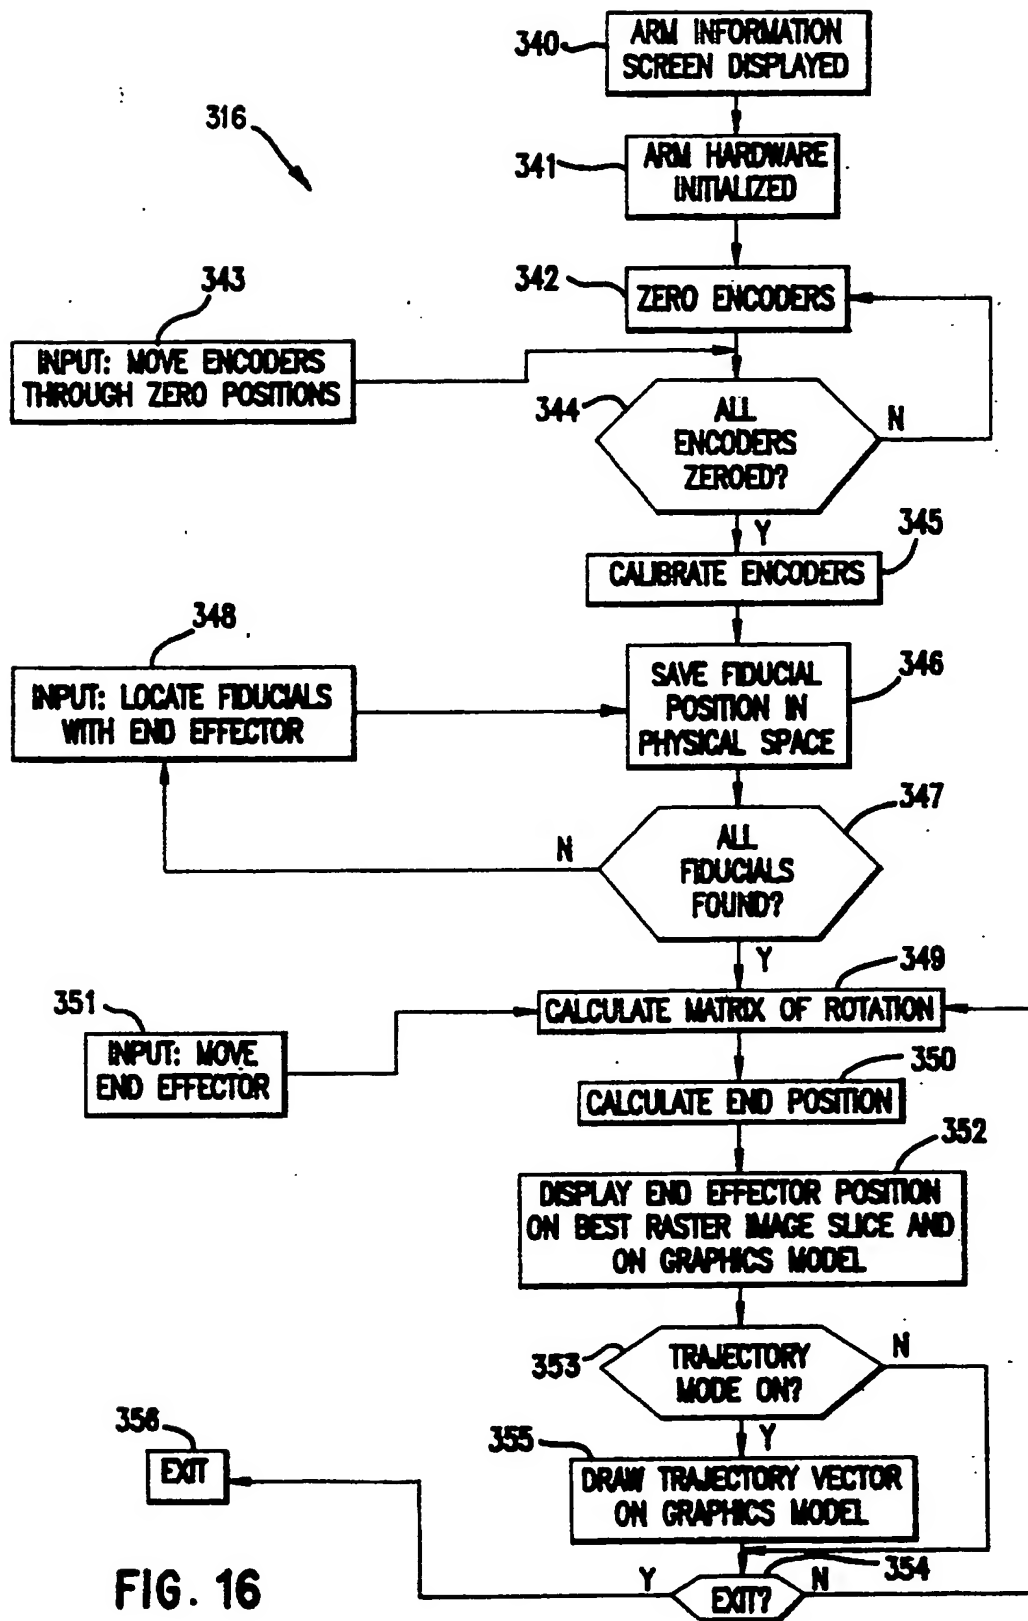 340
ARM INFORMATION
SCREEN DISPLAYED
316
341
ARM HARDWARE
INITIALIZED
342
ZERO ENCODERS
343
INPUT: MOVE ENCODERS
THROUGH ZERO POSITIONS
344
ALL
ENCODERS
ZEROED?
N
Y
345
CALIBRATE ENCODERS
348
INPUT: LOCATE FIDUCIALS
WITH END EFFECTOR
346
SAVE FIDUCIAL
POSITION IN
PHYSICAL SPACE
347
ALL
FIDUCIALS
FOUND?
N
Y
349
CALCULATE MATRIX OF ROTATION
351
INPUT: MOVE
END EFFECTOR
350
CALCULATE END POSITION
352
DISPLAY END EFFECTOR POSITION
ON BEST RASTER IMAGE SLICE AND
ON GRAPHICS MODEL
353
TRAJECTORY
MODE ON?
N
Y
356
EXIT
355
DRAW TRAJECTORY VECTOR
ON GRAPHICS MODEL
354
Y
EXIT?
N
FIG. 16